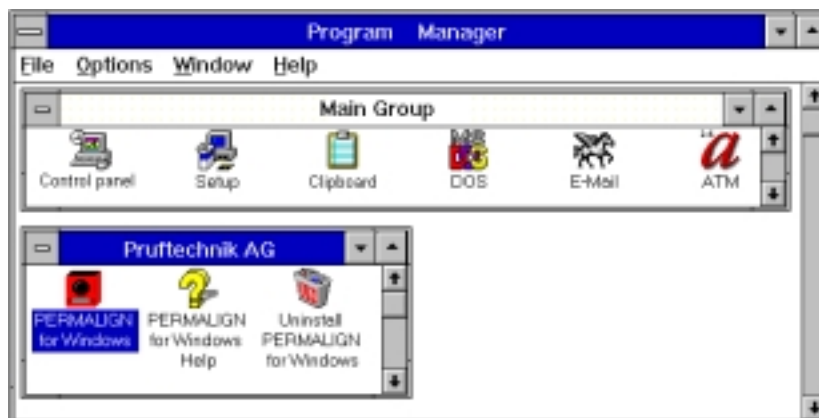 Program Manager
File Options Window Help
Main Group
Control panel Setup Clipboard DOS E-Mail ATM
Pruftechnik AG
PERMALIGN PERMALIGN Uninstall
for Windows for Windows PERMALIGN
Help for Windows